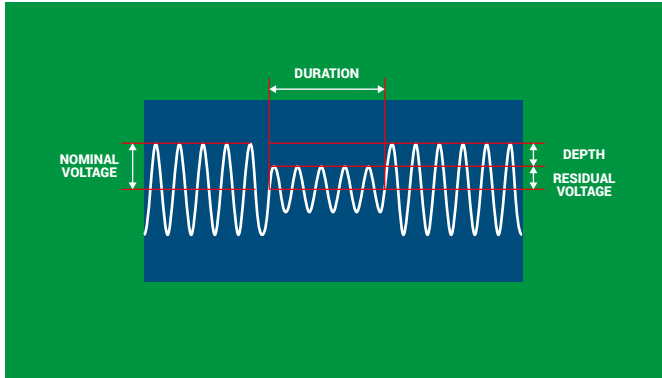 DURATION
NOMINAL
VOLTAGE
DEPTH
RESIDUAL
VOLTAGE